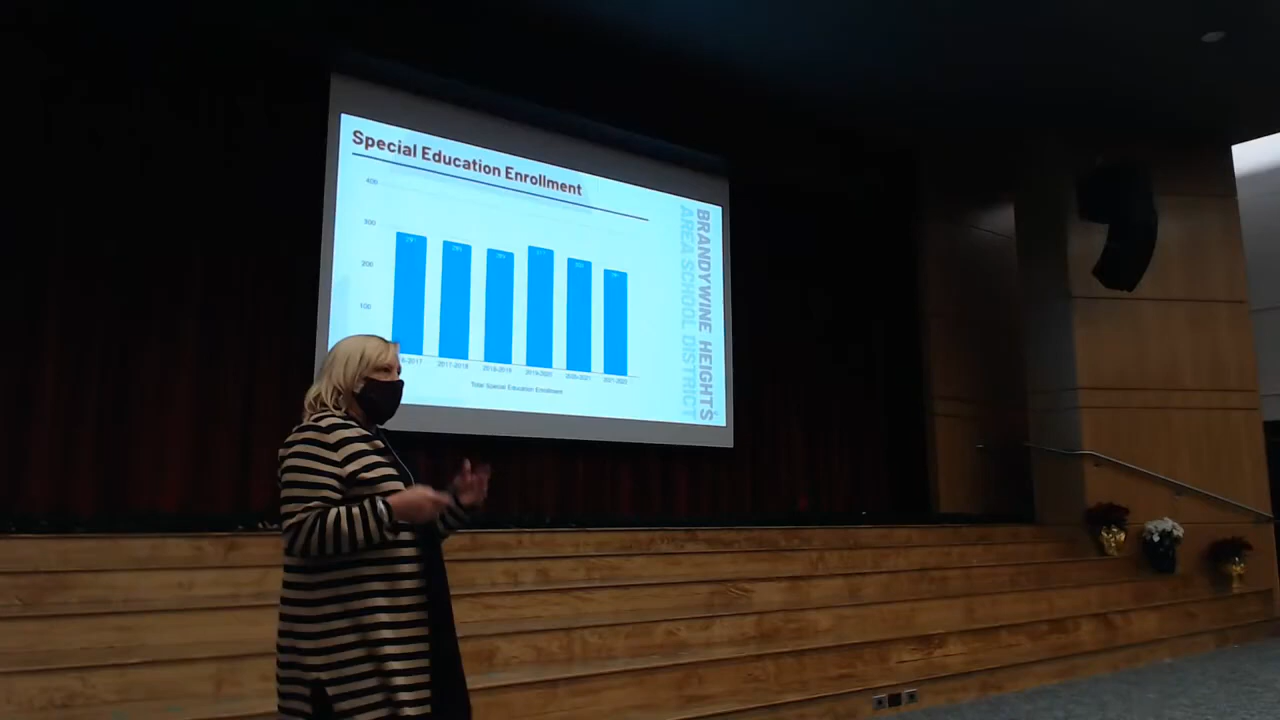 Special Education Enrollment
400
300
200
100
2017-2018
2018-2019
2019-2020
2020-2021
2021-2022
Total Special Education Enrollment
BRANDYWINE HEIGHTS
AREA SCHOOL DISTRICT